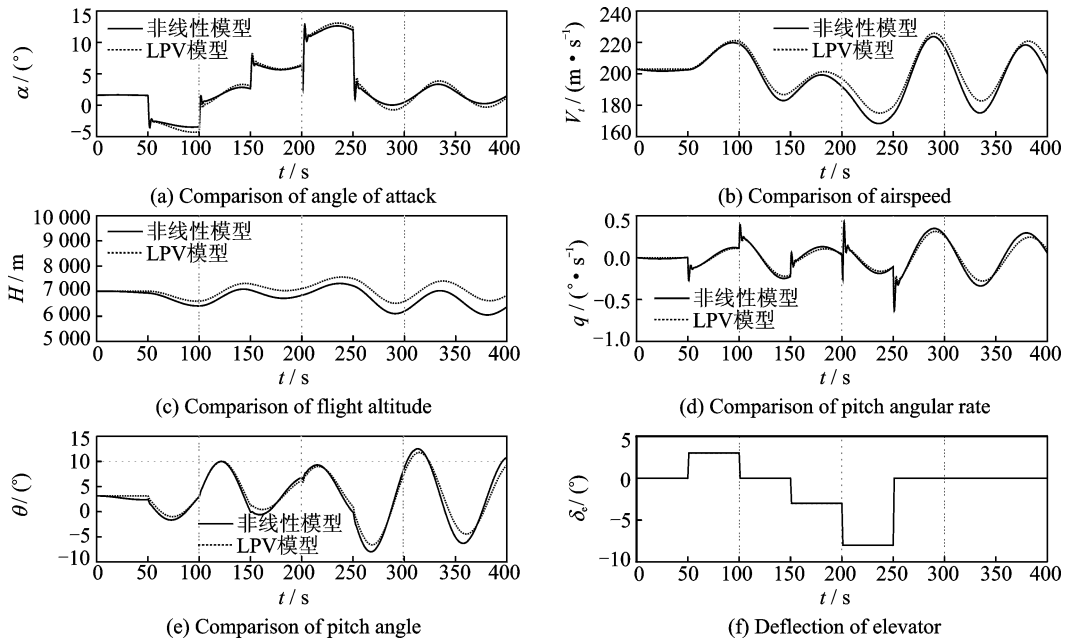 15
10
5
0
−5
α / (°)
非线性模型
LPV模型
0 50 100 150 200 250 300 350 400
t / s
(a) Comparison of angle of attack
220
200
180
160
V_t / (m·s⁻¹)
非线性模型
LPV模型
0 50 100 150 200 250 300 350 400
t / s
(b) Comparison of airspeed
10 000
9 000
8 000
7 000
6 000
5 000
H / m
非线性模型
LPV模型
0 50 100 150 200 250 300 350 400
t / s
(c) Comparison of flight altitude
0.5
0.0
−0.5
−1.0
q / (°·s⁻¹)
非线性模型
LPV模型
0 50 100 150 200 250 300 350 400
t / s
(d) Comparison of pitch angular rate
15
10
5
0
−5
−10
θ / (°)
非线性模型
LPV模型
0 50 100 150 200 250 300 350 400
t / s
(e) Comparison of pitch angle
5
0
−5
−10
δₑ / (°)
0 50 100 150 200 250 300 350 400
t / s
(f) Deflection of elevator